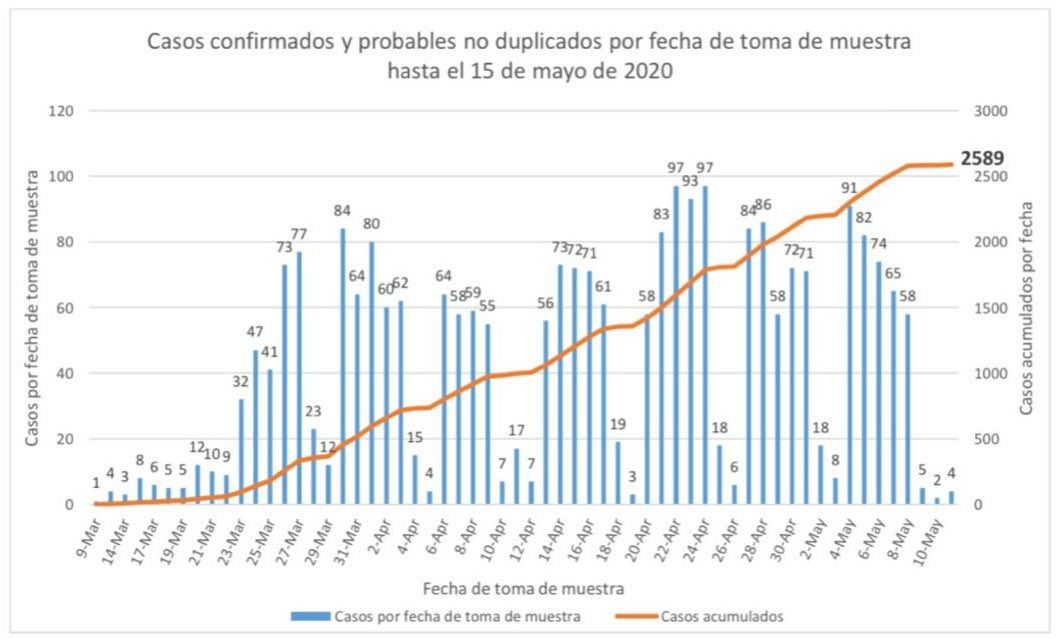 Casos confirmados y probables no duplicados por fecha de toma de muestra
hasta el 15 de mayo de 2020
Casos por fecha de toma de muestra
120
100
80
60
40
20
0
1 4 3 8 6 5 5 12 10 9 32 47 41 73 77 23 12 84 64 80 60 62 15 4 64 58 59 55 7 17 7 56 73 72 71 61 19 3 58 83 97 93 97 18 6 84 86 58 72 71 18 8 91 82 74 65 58 5 2 4
2589
3000
2500
2000
1500
1000
500
0
Casos acumulados por fecha
9-Mar 14-Mar 17-Mar 19-Mar 21-Mar 23-Mar 25-Mar 27-Mar 29-Mar 31-Mar 2-Apr 4-Apr 6-Apr 8-Apr 10-Apr 12-Apr 14-Apr 16-Apr 18-Apr 20-Apr 22-Apr 24-Apr 26-Apr 28-Apr 30-Apr 2-May 4-May 6-May 8-May 10-May
Fecha de toma de muestra
Casos por fecha de toma de muestra Casos acumulados